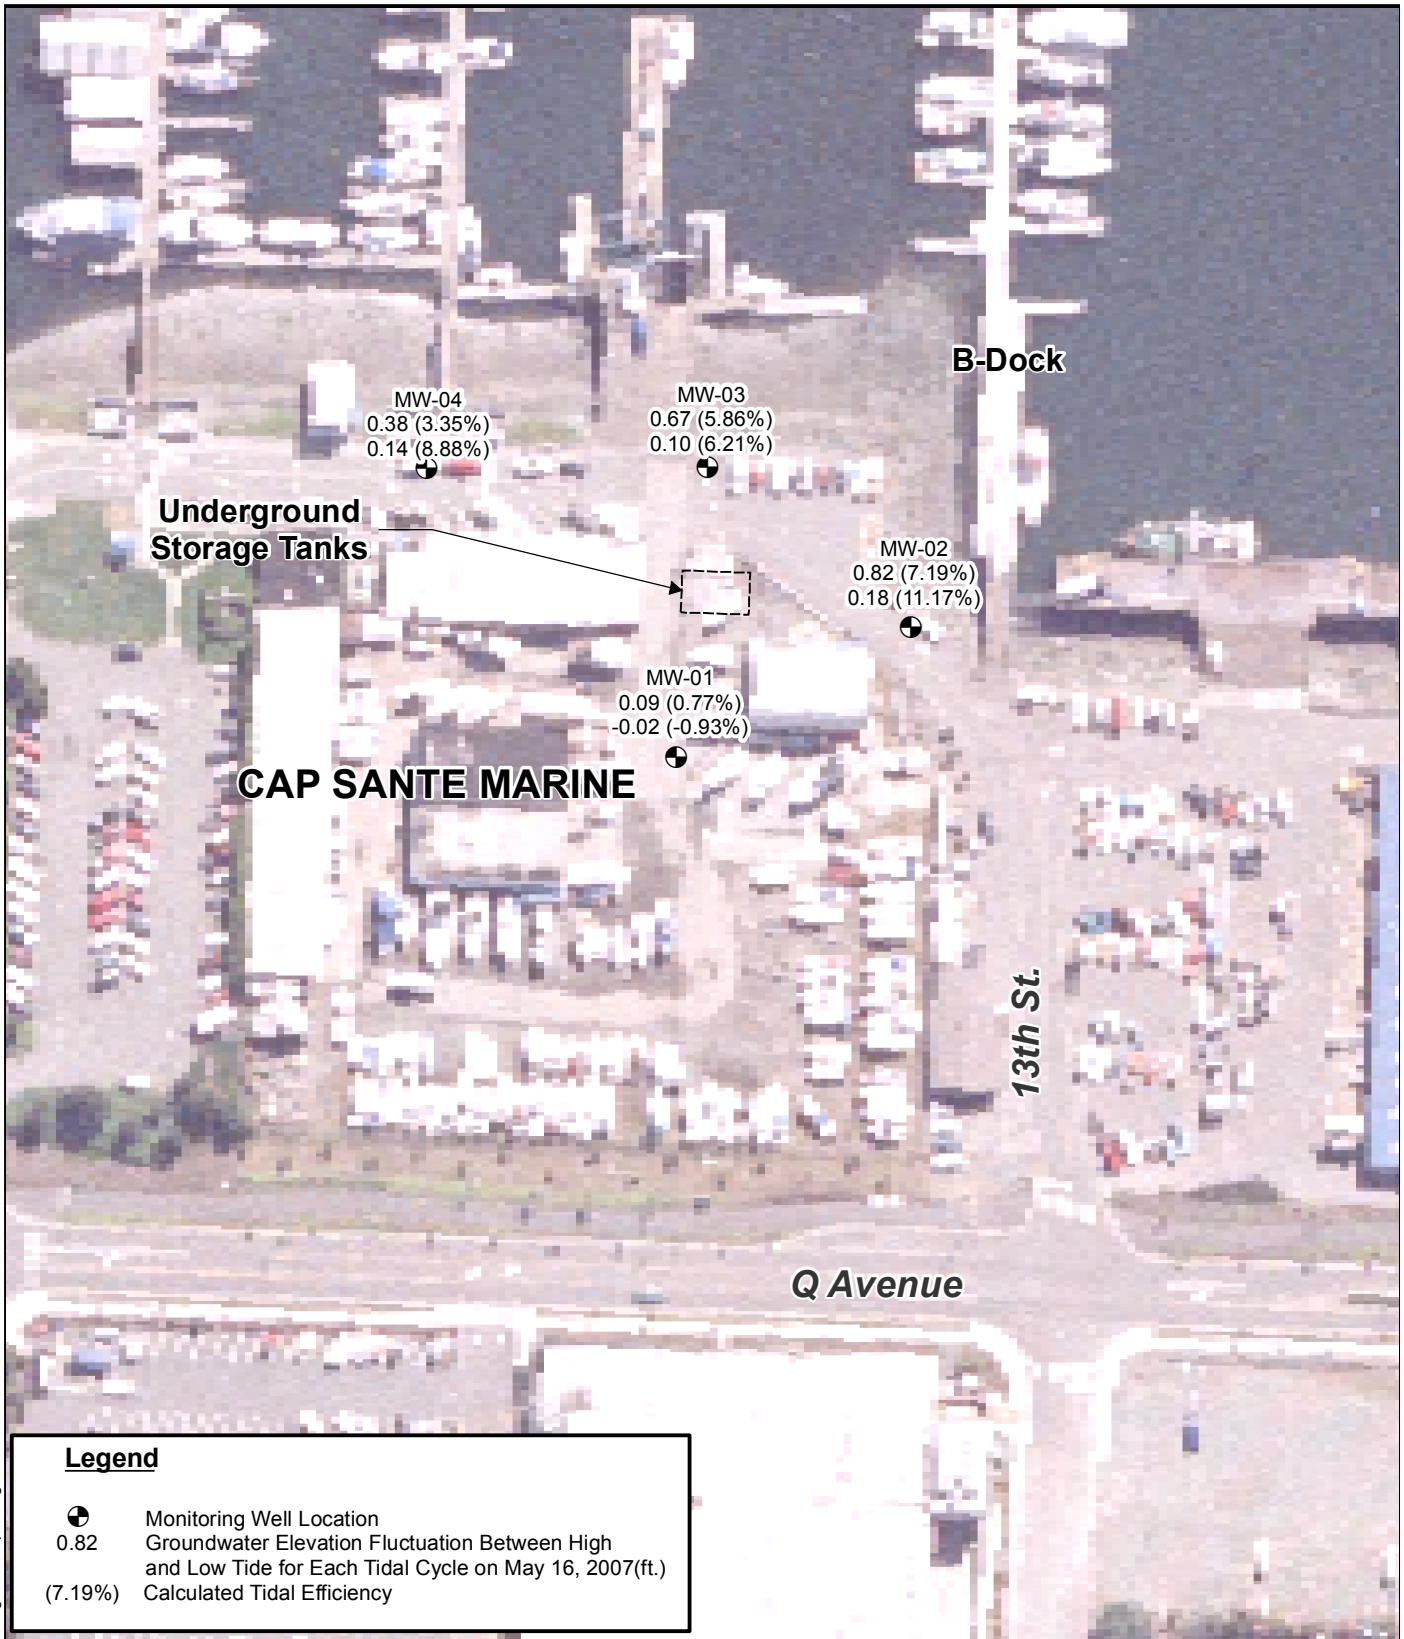 B-Dock
MW-04
0.38 (3.35%)
0.14 (8.88%)
MW-03
0.67 (5.86%)
0.10 (6.21%)
Underground
Storage Tanks
MW-02
0.82 (7.19%)
0.18 (11.17%)
MW-01
0.09 (0.77%)
-0.02 (-0.93%)
CAP SANTE MARINE
13th St.
Q Avenue
Legend
Monitoring Well Location
0.82 Groundwater Elevation Fluctuation Between High
and Low Tide for Each Tidal Cycle on May 16, 2007(ft.)
(7.19%) Calculated Tidal Efficiency